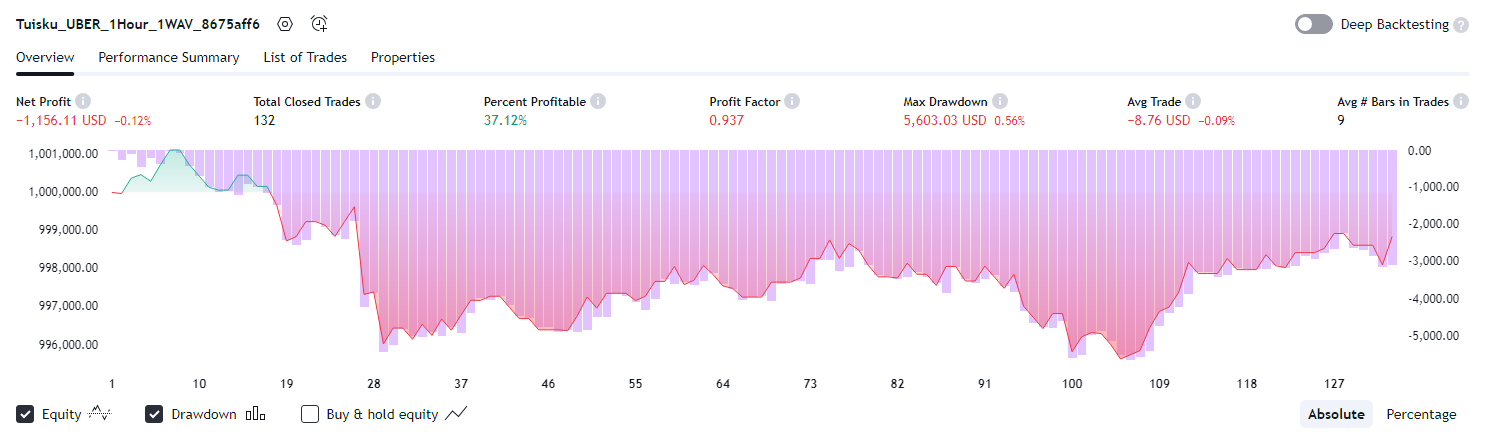 Tuisku_UBER_1Hour_1WAV_8675aff6
Deep Backtesting ?
Overview Performance Summary List of Trades Properties
Net Profit i Total Closed Trades i Percent Profitable i Profit Factor i Max Drawdown i Avg Trade i Avg # Bars in Trades i
−1,156.11 USD −0.12% 132 37.12% 0.937 5,603.03 USD 0.56% −8.76 USD −0.09% 9
1,001,000.00 0.00
1,000,000.00 -1,000.00
999,000.00 -2,000.00
998,000.00 -3,000.00
997,000.00 -4,000.00
996,000.00 -5,000.00
1 10 19 28 37 46 55 64 73 82 91 100 109 118 127
Equity Drawdown Buy & hold equity Absolute Percentage